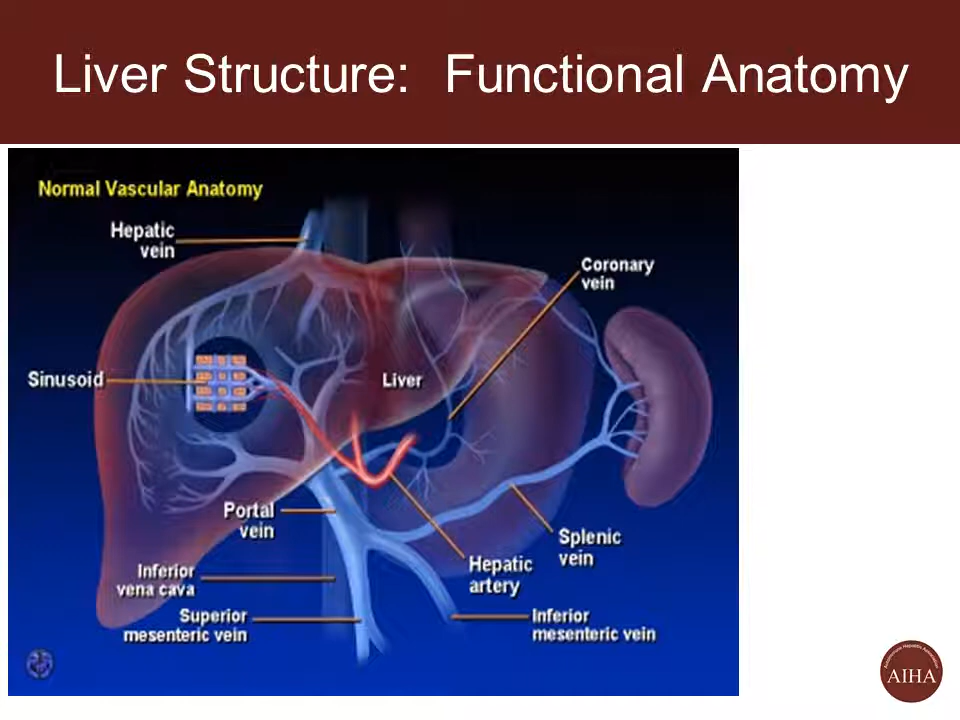 Liver Structure: Functional Anatomy
Normal Vascular Anatomy
Hepatic
vein
Coronary
vein
Sinusoid
Liver
Portal
vein
Splenic
vein
Hepatic
artery
Inferior
vena cava
Superior
mesenteric vein
Inferior
mesenteric vein
AIHA